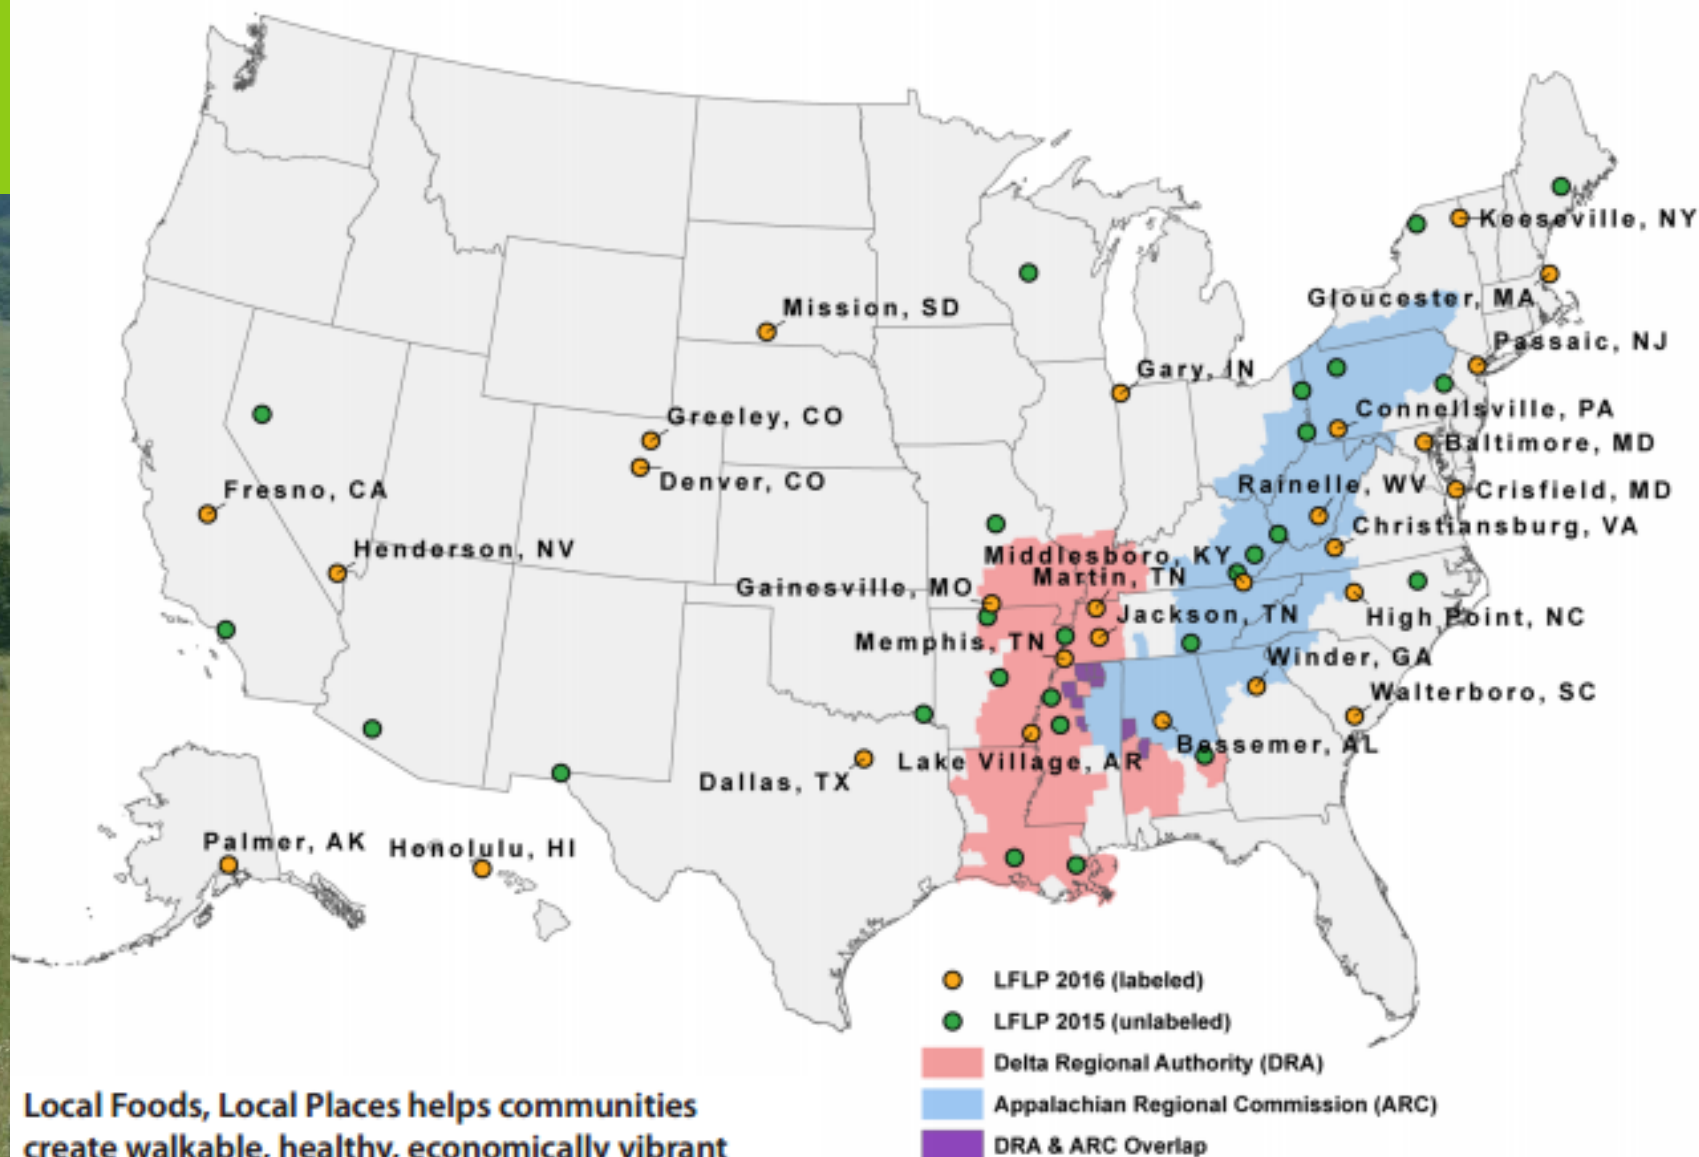 Keeseville, NY
Gloucester, MA
Mission, SD
Passaic, NJ
Gary, IN
Greeley, CO
Connellsville, PA
Baltimore, MD
Denver, CO
Rainelle, WV
Fresno, CA
Crisfield, MD
Christiansburg, VA
Henderson, NV
Middlesboro, KY
Martin, TN
Gainesville, MO
Jackson, TN
High Point, NC
Memphis, TN
Winder, GA
Walterboro, SC
Bessemer, AL
Lake Village, AR
Dallas, TX
Palmer, AK
Honolulu, HI
LFLP 2016 (labeled)
LFLP 2015 (unlabeled)
Delta Regional Authority (DRA)
Appalachian Regional Commission (ARC)
DRA & ARC Overlap
Local Foods, Local Places helps communities
create walkable, healthy, economically vibrant